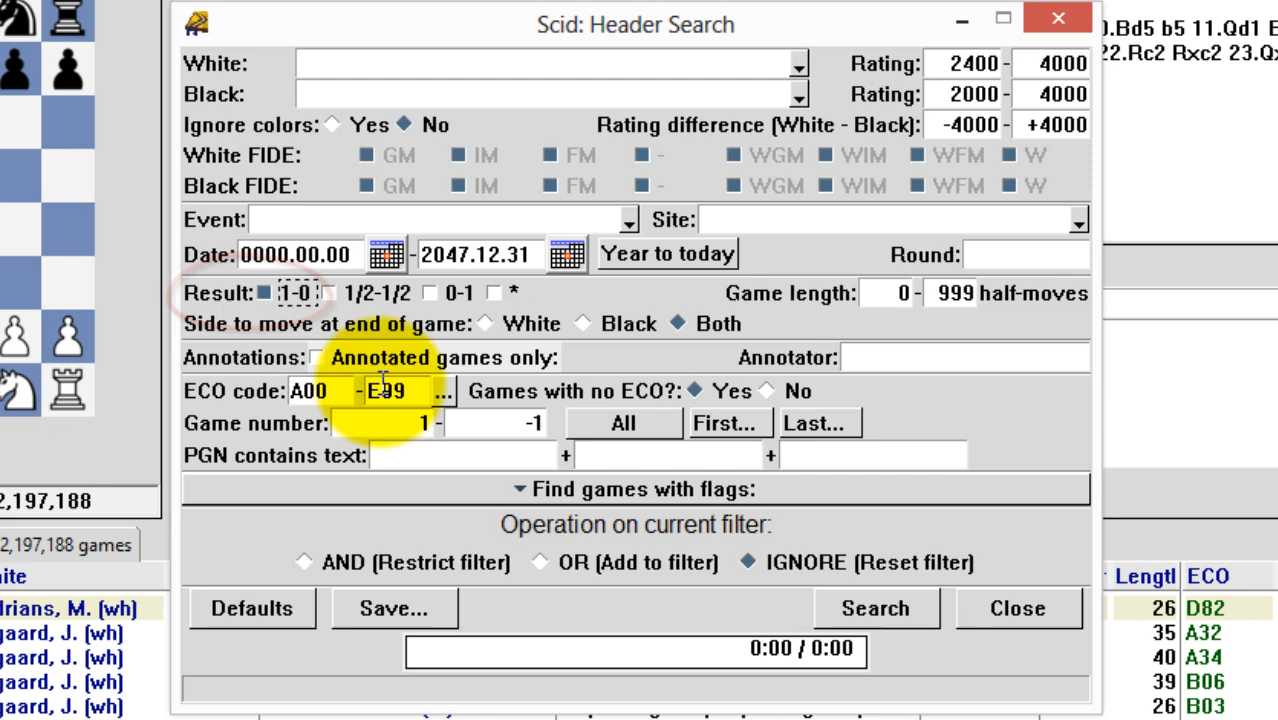 Scid: Header Search
0.Bd5 b5 11.Qd1
22.Rc2 Rxc2
White: Rating: 2400 - 4000
Black: Rating: 2000 - 4000
Ignore colors: Yes No Rating difference (White - Black): -4000 - +4000
White FIDE: GM IM FM - WGM WIM WFM W
Black FIDE: GM IM FM - WGM WIM WFM W
Event: Site:
Date: 0000.00.00 - 2047.12.31 Year to today Round:
Result: 1-0 1/2-1/2 0-1 * Game length: 0 - 999 half-moves
Side to move at end of game: White Black Both
Annotations: Annotated games only: Annotator:
ECO code: A00 - E99 ... Games with no ECO?: Yes No
Game number: 1 - -1 All First... Last...
PGN contains text: + +
Find games with flags:
2,197,188
Operation on current filter:
2,197,188 games
AND (Restrict filter) OR (Add to filter) IGNORE (Reset filter)
ite Lengtl ECO
Defaults Save... Search Close
drians, M. (wh) 26 D82
gaard, J. (wh) 35 A32
0:00 / 0:00
gaard, J. (wh) 40 A34
gaard, J. (wh) 39 B06
gaard, J. (wh) 26 B03